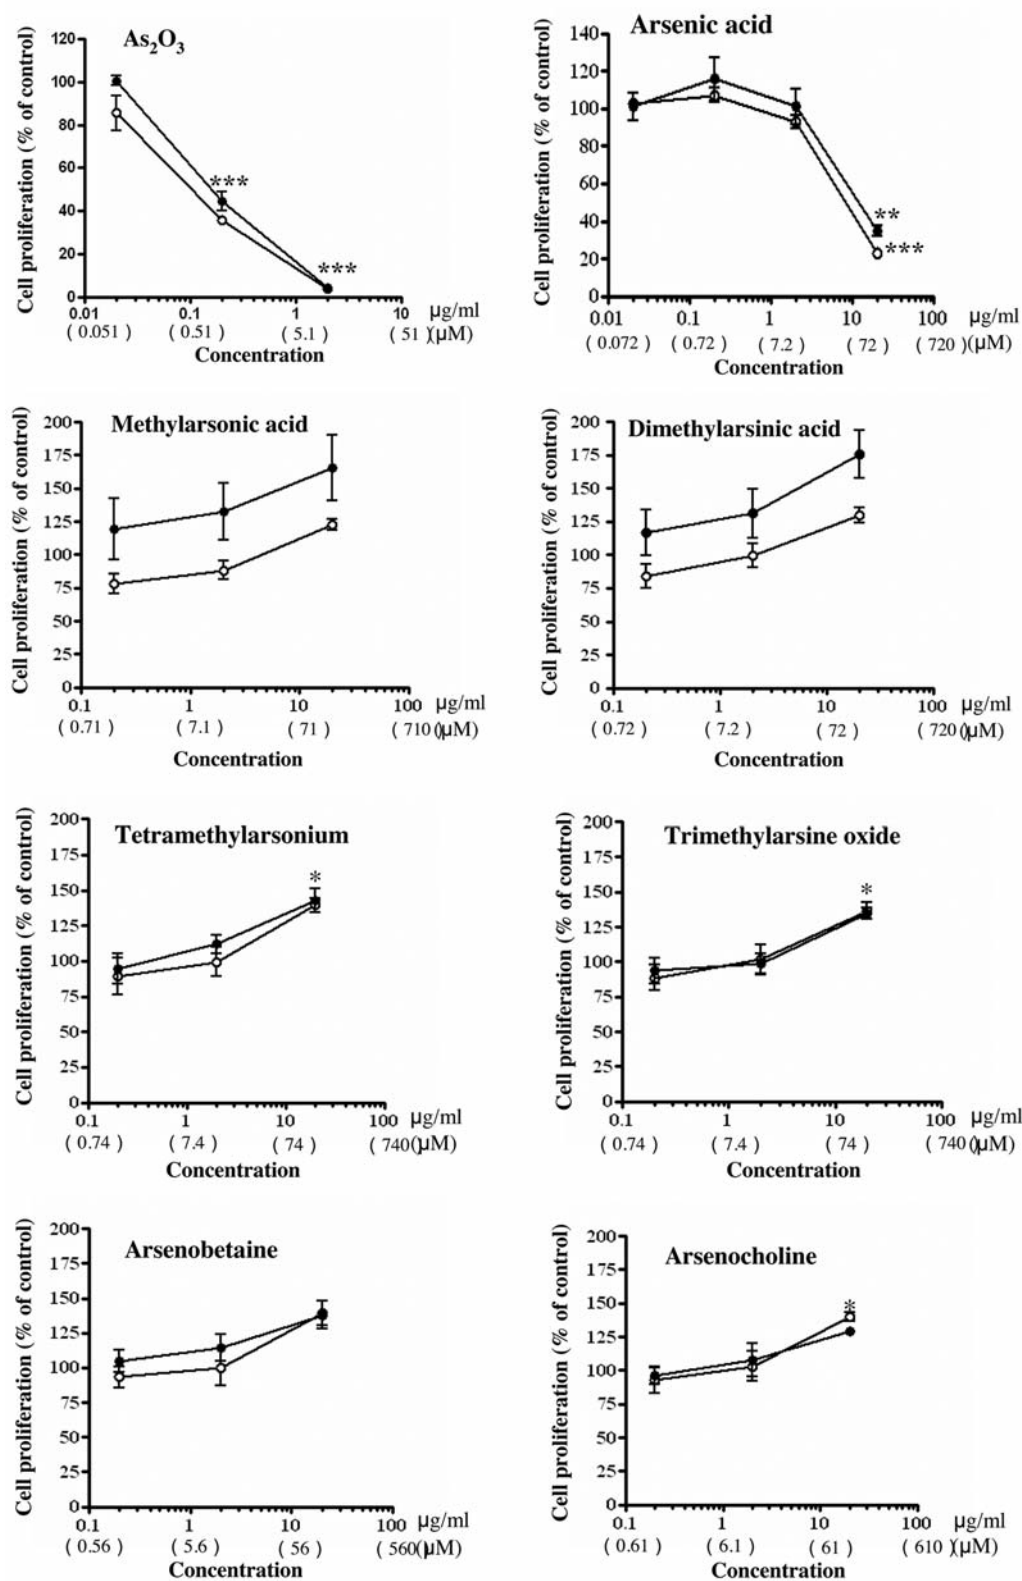 As₂O₃
Cell proliferation (% of control)
120
100
80
60
40
20
0
***
***
0.01 0.1 1 10 µg/ml
( 0.051 ) ( 0.51 ) ( 5.1 ) ( 51 )(µM)
Concentration
Arsenic acid
Cell proliferation (% of control)
140
120
100
80
60
40
20
0
**
***
0.01 0.1 1 10 100 µg/ml
( 0.072 ) ( 0.72 ) ( 7.2 ) ( 72 ) ( 720 )(µM)
Concentration
Methylarsonic acid
Cell proliferation (% of control)
200
175
150
125
100
75
50
25
0
0.1 1 10 100 µg/ml
( 0.71 ) ( 7.1 ) ( 71 ) ( 710(µM)
Concentration
Dimethylarsinic acid
Cell proliferation (% of control)
200
175
150
125
100
75
50
25
0
0.1 1 10 100 µg/ml
( 0.72 ) ( 7.2 ) ( 72 ) ( 720(µM)
Concentration
Tetramethylarsonium
Cell proliferation (% of control)
200
175
150
125
100
75
50
25
0
*
0.1 1 10 100 µg/ml
( 0.74 ) ( 7.4 ) ( 74 ) ( 740(µM)
Concentration
Trimethylarsine oxide
Cell proliferation (% of control)
200
175
150
125
100
75
50
25
0
*
0.1 1 10 100 µg/ml
( 0.74 ) ( 7.4 ) ( 74 ) ( 740(µM)
Concentration
Arsenobetaine
Cell proliferation (% of control)
200
175
150
125
100
75
50
25
0
0.1 1 10 100 µg/ml
( 0.56 ) ( 5.6 ) ( 56 ) ( 560(µM)
Concentration
Arsenocholine
Cell proliferation (% of control)
200
175
150
125
100
75
50
25
0
*
0.1 1 10 100 µg/ml
( 0.61 ) ( 6.1 ) ( 61 ) ( 610 )(µM)
Concentration